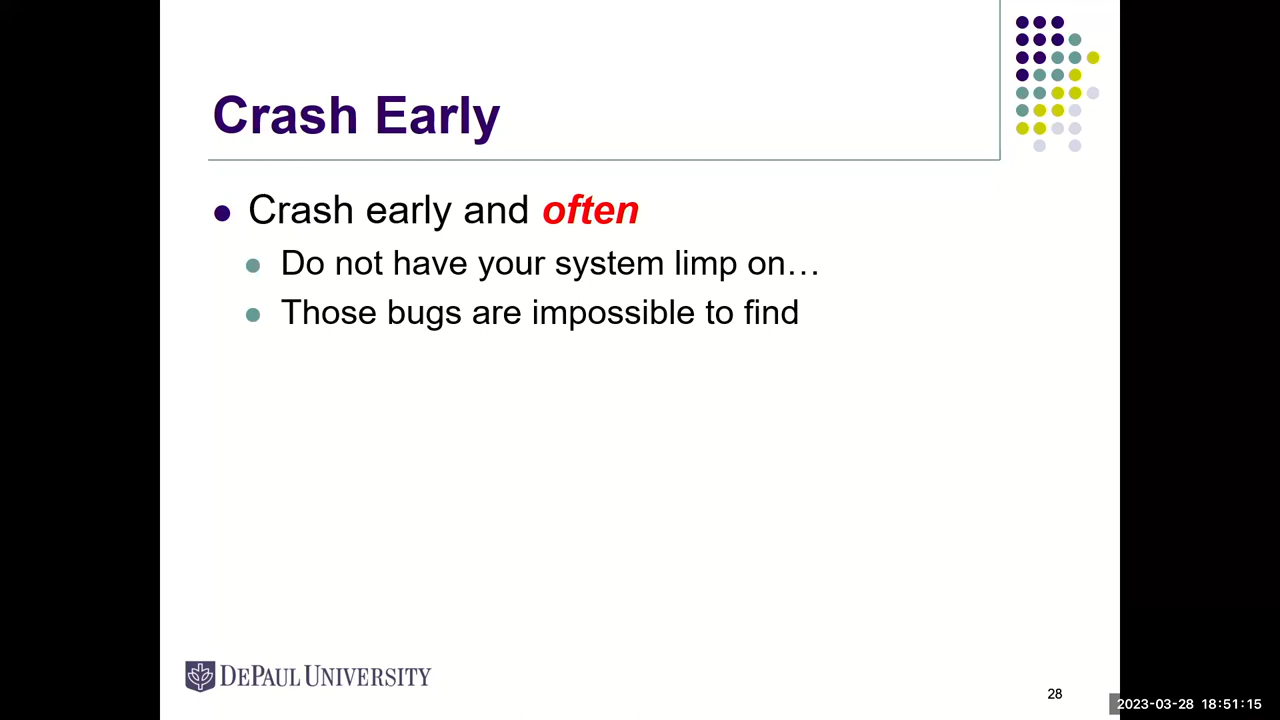 Crash Early
Crash early and often
Do not have your system limp on…
Those bugs are impossible to find
DEPAUL UNIVERSITY
28
2023-03-28 18:51:15